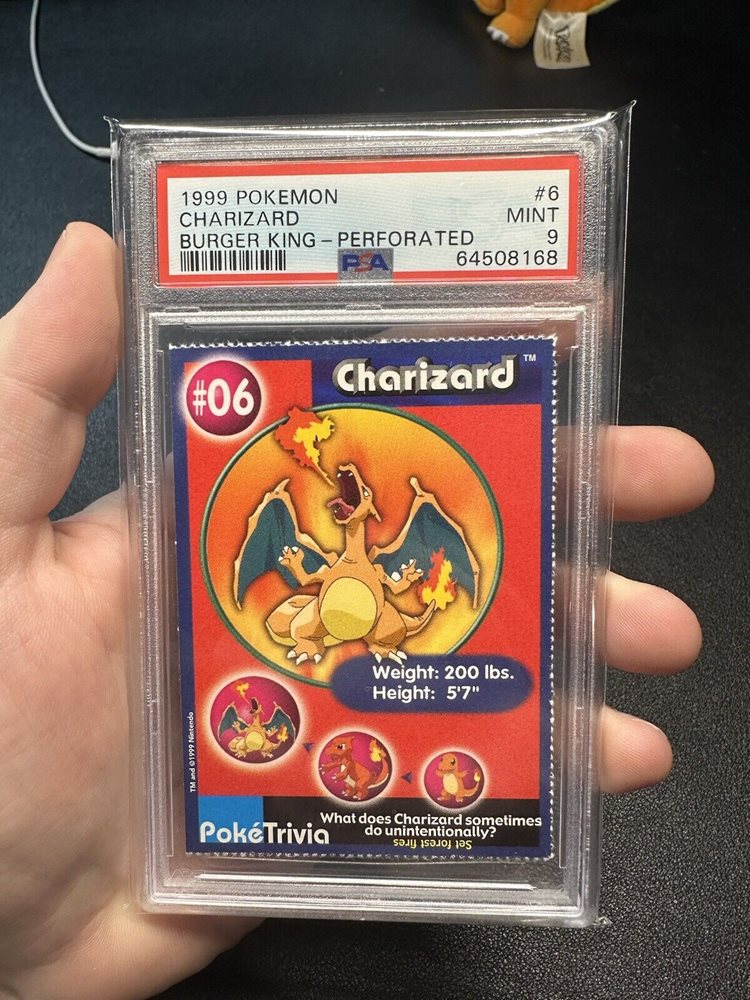 1999 POKEMON #6
CHARIZARD MINT
BURGER KING - PERFORATED 9
PSA 64508168
#06
Charizard™
Weight: 200 lbs.
Height: 5'7"
TM and ©1999 Nintendo
PokéTrivia
What does Charizard sometimes
do unintentionally?
Set forest fires